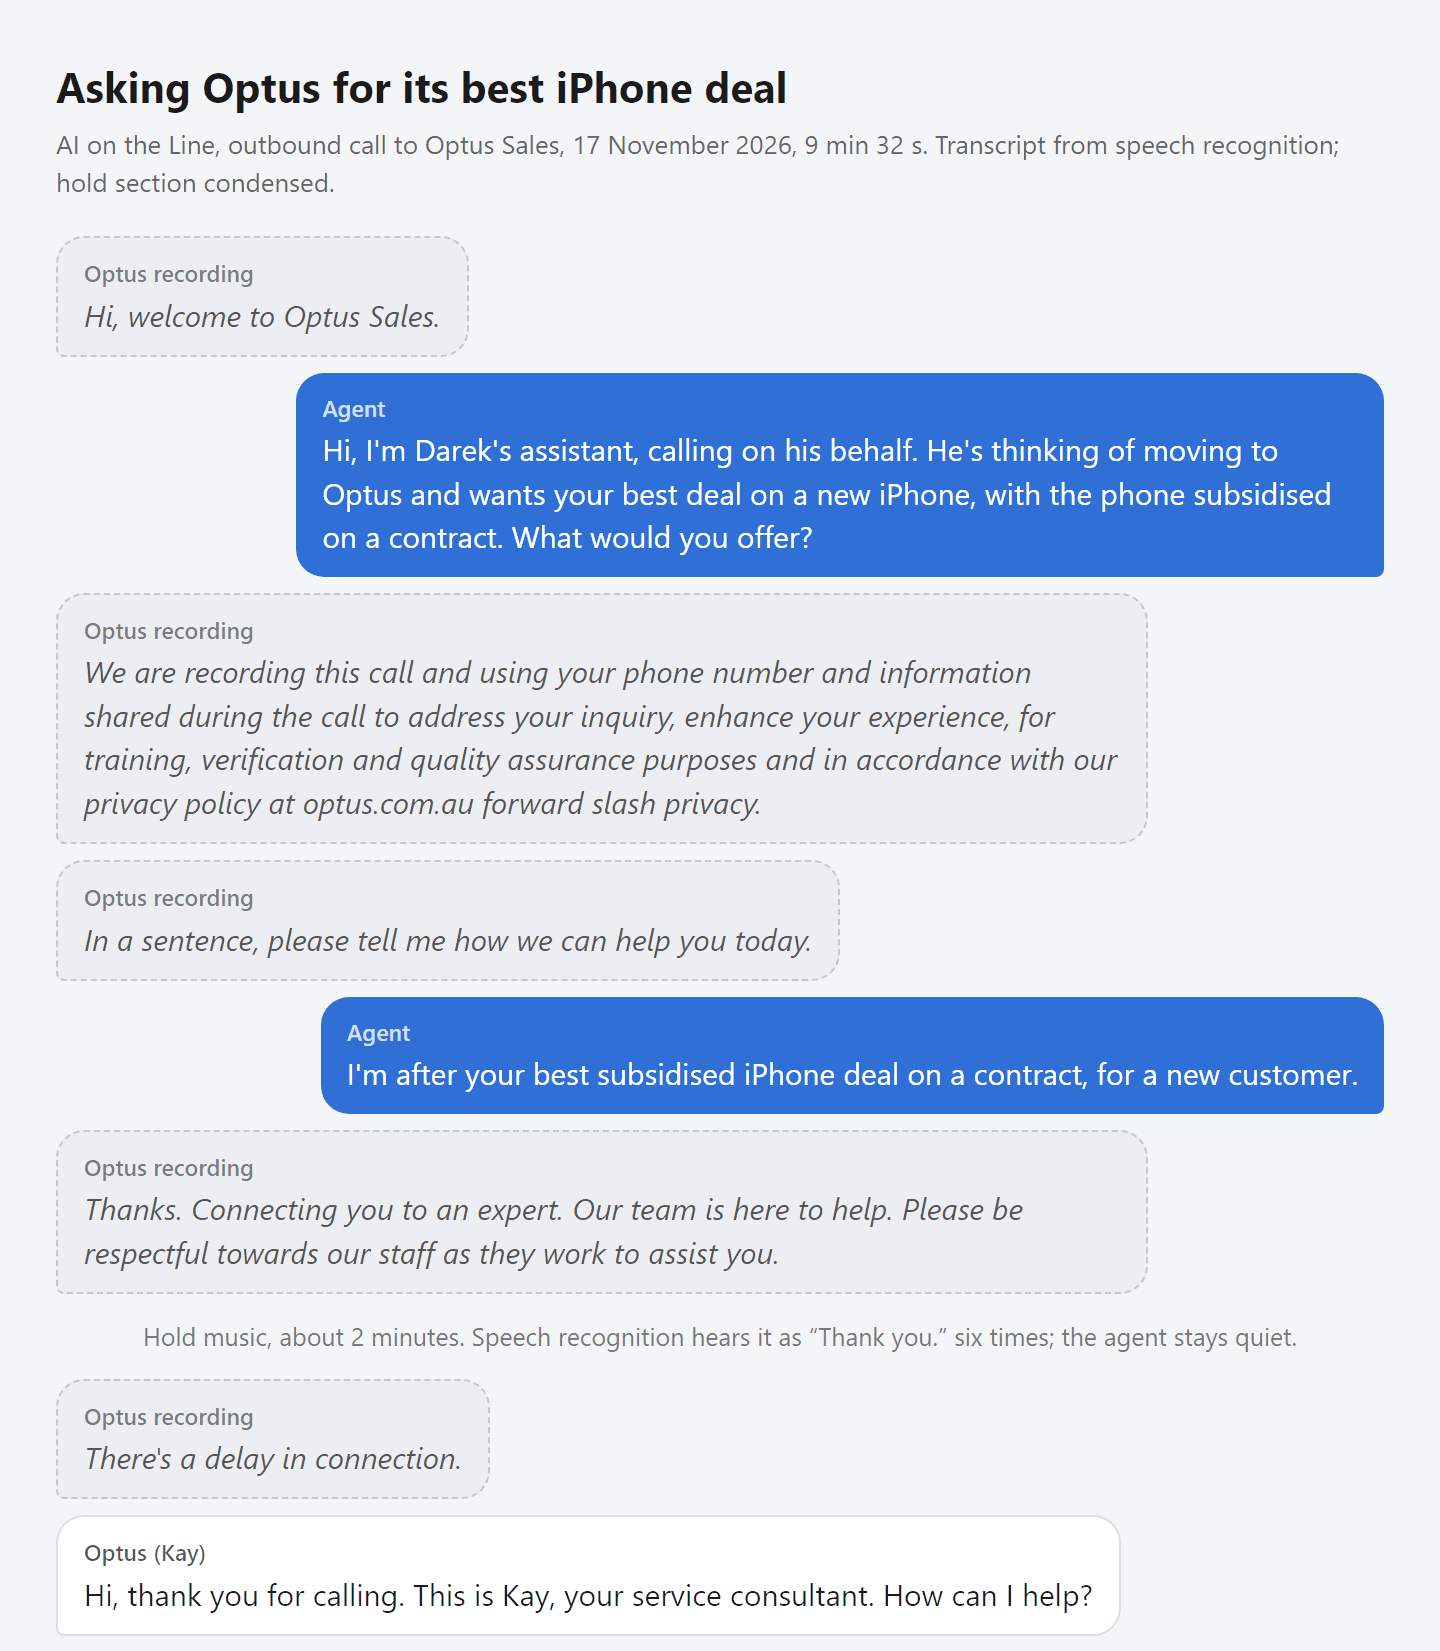 Asking Optus for its best iPhone deal
AI on the Line, outbound call to Optus Sales, 17 November 2026, 9 min 32 s. Transcript from speech recognition;
hold section condensed.
Optus recording
Hi, welcome to Optus Sales.
Agent
Hi, I'm Darek's assistant, calling on his behalf. He's thinking of moving to
Optus and wants your best deal on a new iPhone, with the phone subsidised
on a contract. What would you offer?
Optus recording
We are recording this call and using your phone number and information
shared during the call to address your inquiry, enhance your experience, for
training, verification and quality assurance purposes and in accordance with our
privacy policy at optus.com.au forward slash privacy.
Optus recording
In a sentence, please tell me how we can help you today.
Agent
I'm after your best subsidised iPhone deal on a contract, for a new customer.
Optus recording
Thanks. Connecting you to an expert. Our team is here to help. Please be
respectful towards our staff as they work to assist you.
Hold music, about 2 minutes. Speech recognition hears it as “Thank you.” six times; the agent stays quiet.
Optus recording
There's a delay in connection.
Optus (Kay)
Hi, thank you for calling. This is Kay, your service consultant. How can I help?